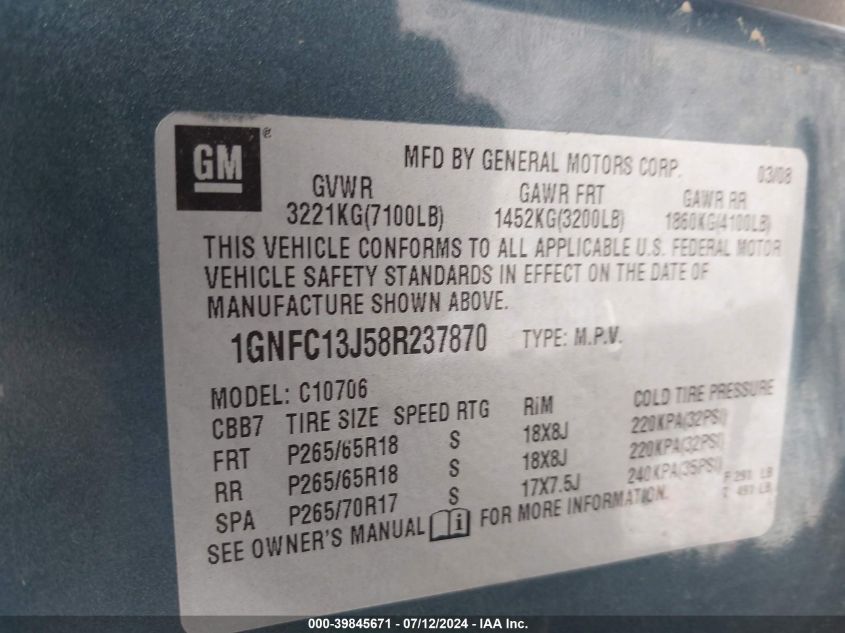 GM ®
MFD BY GENERAL MOTORS CORP. 03/08
GVWR GAWR FRT GAWR RR
3221KG(7100LB) 1452KG(3200LB) 1860KG(4100LB)
THIS VEHICLE CONFORMS TO ALL APPLICABLE U.S. FEDERAL MOTOR
VEHICLE SAFETY STANDARDS IN EFFECT ON THE DATE OF
MANUFACTURE SHOWN ABOVE.
1GNFC13J58R237870 TYPE: M.P.V.
MODEL: C10706
CBB7 TIRE SIZE SPEED RTG RIM COLD TIRE PRESSURE
FRT P265/65R18 S 18X8J 220KPA(32PSI)
RR P265/65R18 S 18X8J 220KPA(32PSI)
SPA P265/70R17 S 17X7.5J 240KPA(35PSI)
SEE OWNER'S MANUAL i FOR MORE INFORMATION.
F 291 LB
T 491 LB
000-39845671 / 07/12/2024 - IAA Inc.